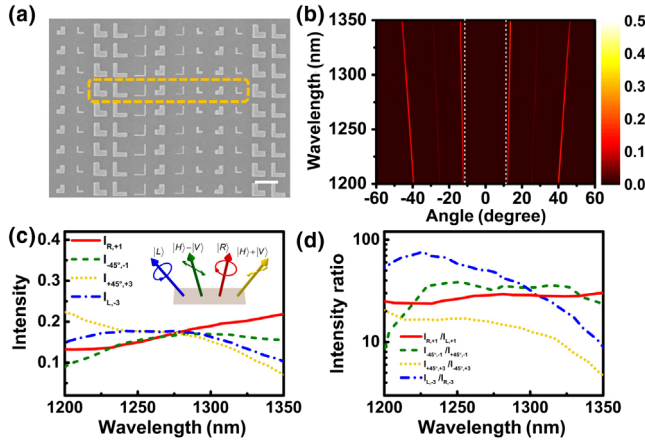 (a)
(b)
1350
1300
1250
1200
Wavelength (nm)
-60 -40 -20 0 20 40 60
Angle (degree)
0.5
0.4
0.3
0.2
0.1
0.0
(c)
0.4
0.3
0.2
0.1
Intensity
I_R,+1
I_-45°,-1
I_+45°,+3
I_L,-3
|L⟩ |H⟩−|V⟩ |R⟩ |H⟩+|V⟩
1200 1250 1300 1350
Wavelength (nm)
(d)
100
10
Intensity ratio
I_R,+1 /I_L,+1
I_-45°,-1 /I_+45°,-1
I_+45°,+3 /I_-45°,+3
I_L,-3 /I_R,-3
1200 1250 1300 1350
Wavelength (nm)